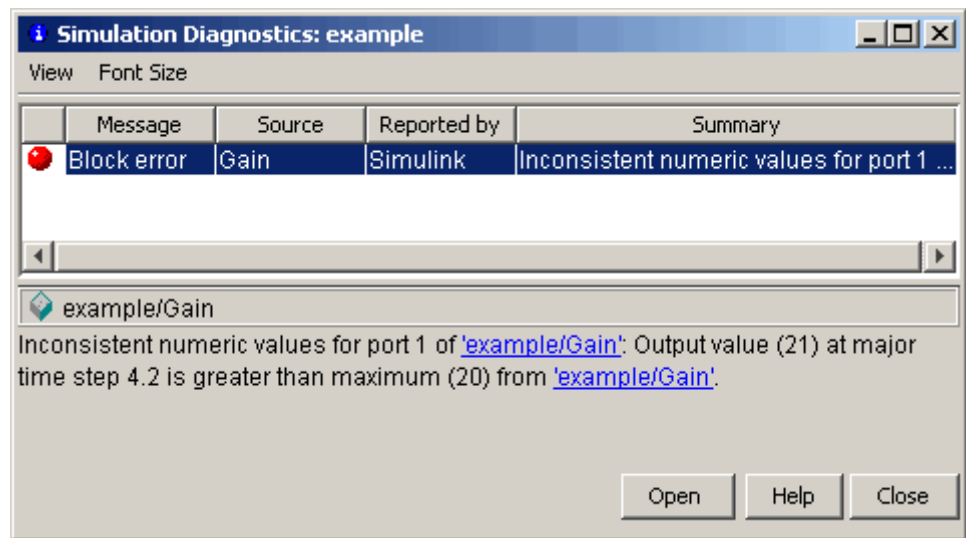 Simulation Diagnostics: example
View Font Size
Message Source Reported by Summary
Block error Gain Simulink Inconsistent numeric values for port 1 ...
example/Gain
Inconsistent numeric values for port 1 of 'example/Gain': Output value (21) at major
time step 4.2 is greater than maximum (20) from 'example/Gain'.
Open Help Close